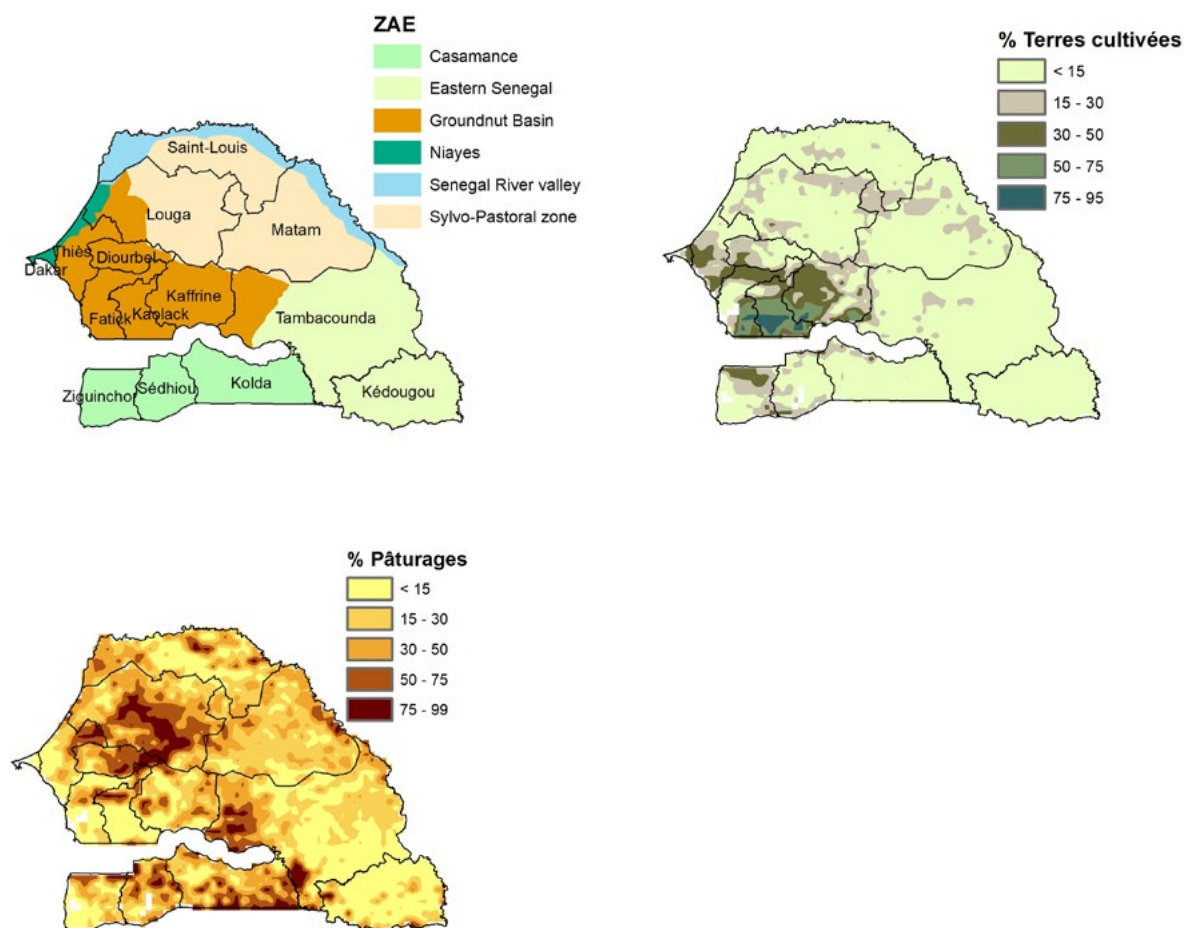 ZAE
Casamance
Eastern Senegal
Groundnut Basin
Niayes
Senegal River valley
Sylvo-Pastoral zone
Saint-Louis
Louga
Matam
Thiès
Diourbel
Dakar
Kaffrine
Fatick
Kaolack
Tambacounda
Ziguinchor
Sédhiou
Kolda
Kédougou
% Terres cultivées
< 15
15 - 30
30 - 50
50 - 75
75 - 95
% Pâturages
< 15
15 - 30
30 - 50
50 - 75
75 - 99